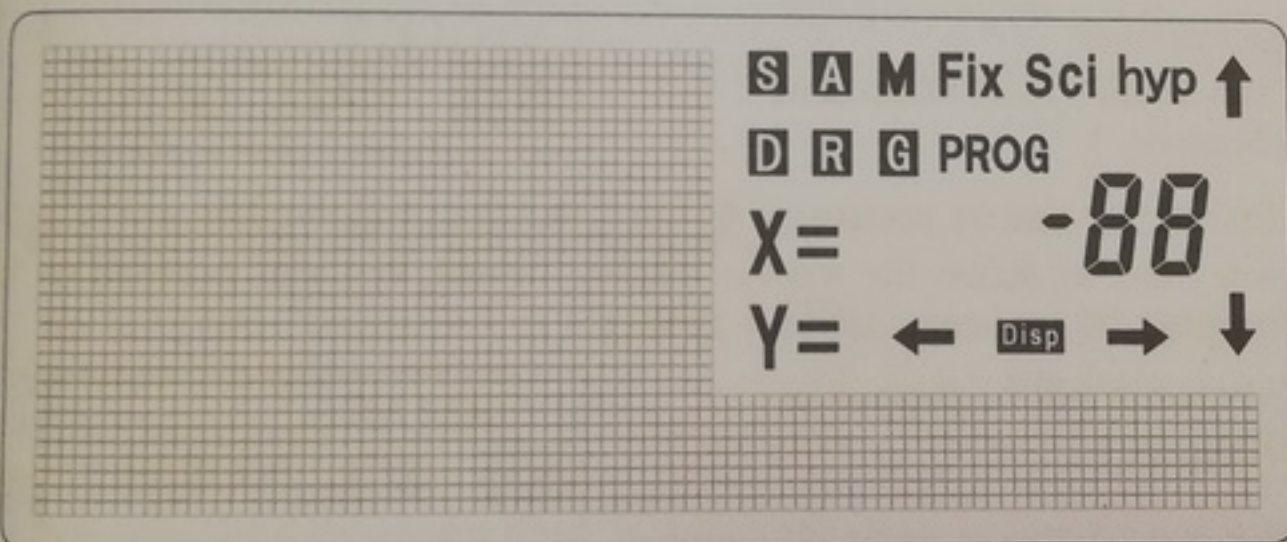 S A M Fix Sci hyp ↑
D R G PROG
X= -88
Y= ← Disp → ↓